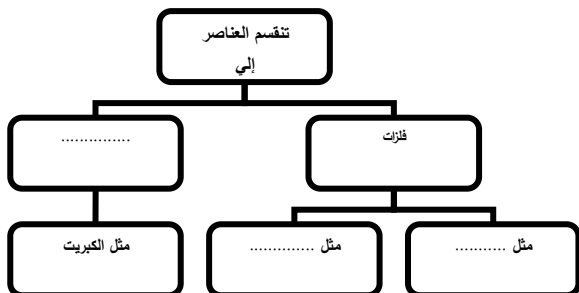 تنقسم العناصر
إلي
فلزات
...............
مثل ...........
مثل ..............
مثل الكبريت